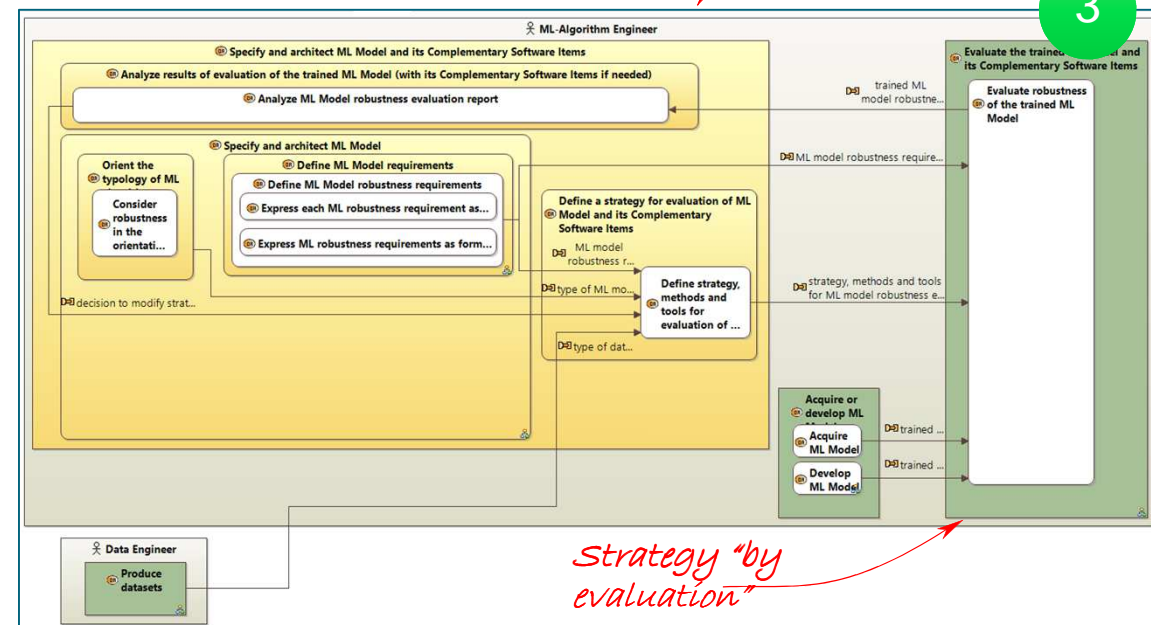 3
ML-Algorithm Engineer
Specify and architect ML Model and its Complementary Software Items
Analyze results of evaluation of the trained ML Model (with its Complementary Software Items if needed)
Analyze ML Model robustness evaluation report
Specify and architect ML Model
Orient the
typology of ML
Consider
robustness
in the
orientati...
Define ML Model requirements
Define ML Model robustness requirements
Express each ML robustness requirement as...
Express ML robustness requirements as form...
decision to modify strat...
Define a strategy for evaluation of ML
Model and its Complementary
Software Items
ML model
robustness r...
type of ML mo...
type of dat...
Define strategy,
methods and
tools for
evaluation of ...
trained ML
model robustne...
ML model robustness require...
strategy, methods and tools
for ML model robustness e...
Evaluate the trained and
its Complementary Software Items
Evaluate robustness
of the trained ML
Model
Acquire or
develop ML
Acquire
ML Model
Develop
ML Model
trained ...
trained ...
Data Engineer
Produce
datasets
Strategy "by
evaluation"